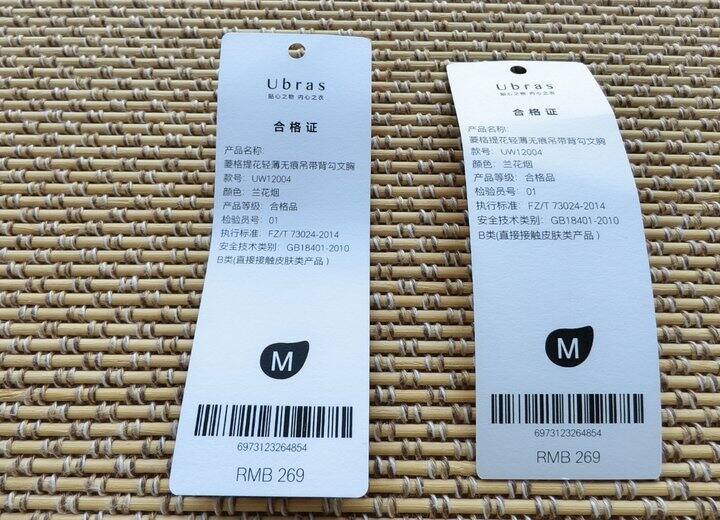 Ubras
贴心之物 内心之衣
合格证
产品名称:
菱格提花轻薄无痕吊带背勾文胸
款号: UW12004
颜色: 兰花烟
产品等级: 合格品
检验员号: 01
执行标准: FZ/T 73024-2014
安全技术类别: GB18401-2010
B类(直接接触皮肤类产品)
M
6973123264854
RMB 269
Ubras
贴心之物 内心之衣
合格证
产品名称:
菱格提花轻薄无痕吊带背勾文胸
款号: UW12004
颜色: 兰花烟
产品等级: 合格品
检验员号: 01
执行标准: FZ/T 73024-2014
安全技术类别: GB18401-2010
B类(直接接触皮肤类产品)
M
6973123264854
RMB 269